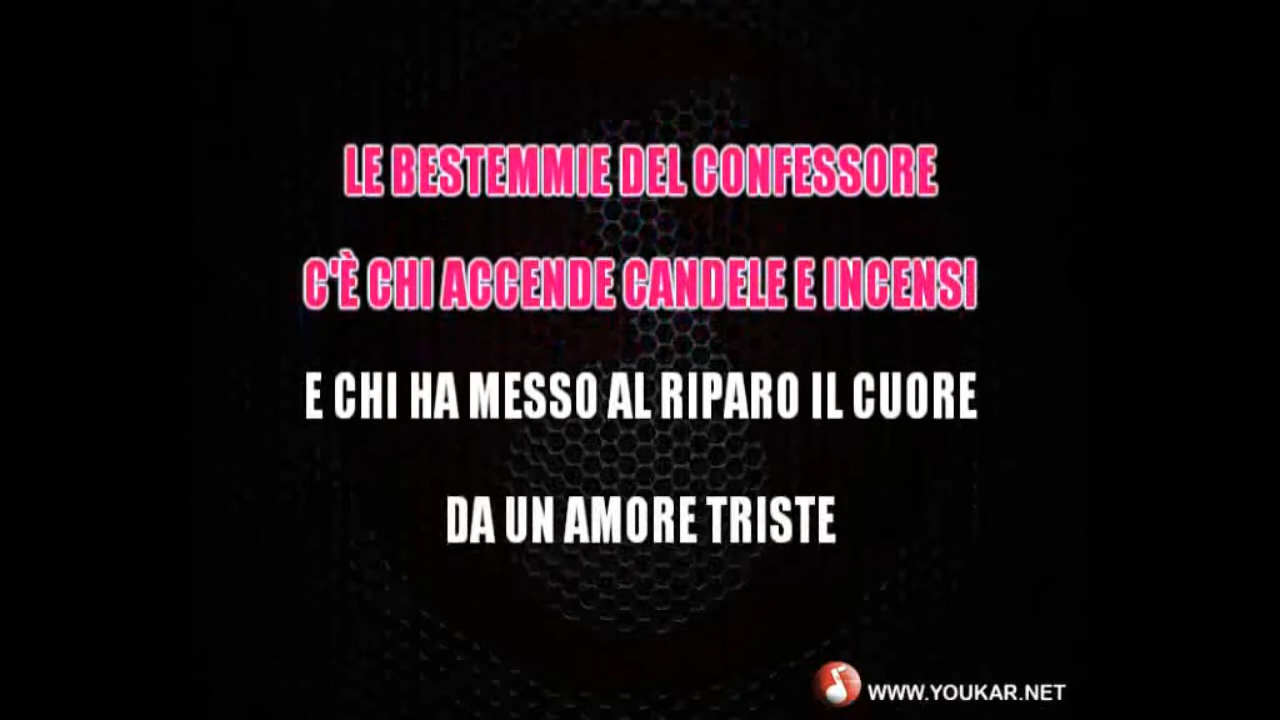 LE BESTEMMIE DEL CONFESSORE
C'È CHI ACCENDE CANDELE E INCENSI
E CHI HA MESSO AL RIPARO IL CUORE
DA UN AMORE TRISTE
WWW.YOUKAR.NET